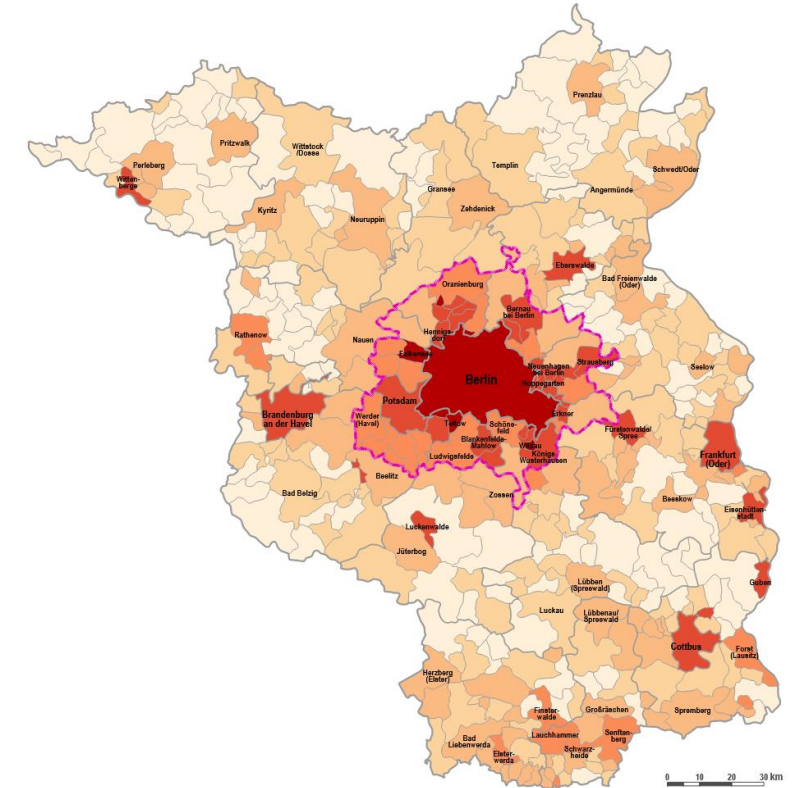 Prenzlau
Pritzwalk
Wittstock
/Dosse
Perleberg
Templin
Schwedt/Oder
Witten-
berge
Gransee
Angermünde
Kyritz
Zehdenick
Neuruppin
Eberswalde
Bad Freienwalde
(Oder)
Oranienburg
Bernau
bei Berlin
Rathenow
Hennigs-
dorf
Nauen
Falkensee
Strausberg
Neuenhagen
bei Berlin
Seelow
Berlin
Hoppegarten
Potsdam
Brandenburg
an der Havel
Werder
(Havel)
Erkner
Teltow
Schöne-
feld
Fürstenwalde/
Spree
Blankenfelde-
Mahlow
Wildau
Königs
Wusterhausen
Frankfurt
(Oder)
Ludwigsfelde
Beelitz
Bad Belzig
Zossen
Beeskow
Eisenhütten-
stadt
Luckenwalde
Jüterbog
Lübben
(Spreewald)
Guben
Luckau
Lübbenau/
Spreewald
Cottbus
Forst
(Lausitz)
Herzberg
(Elster)
Finster-
walde
Großräschen
Spremberg
Bad
Liebenwerda
Lauchhammer
Senften-
berg
Elster-
werda
Schwarz-
heide
0 10 20 30 km